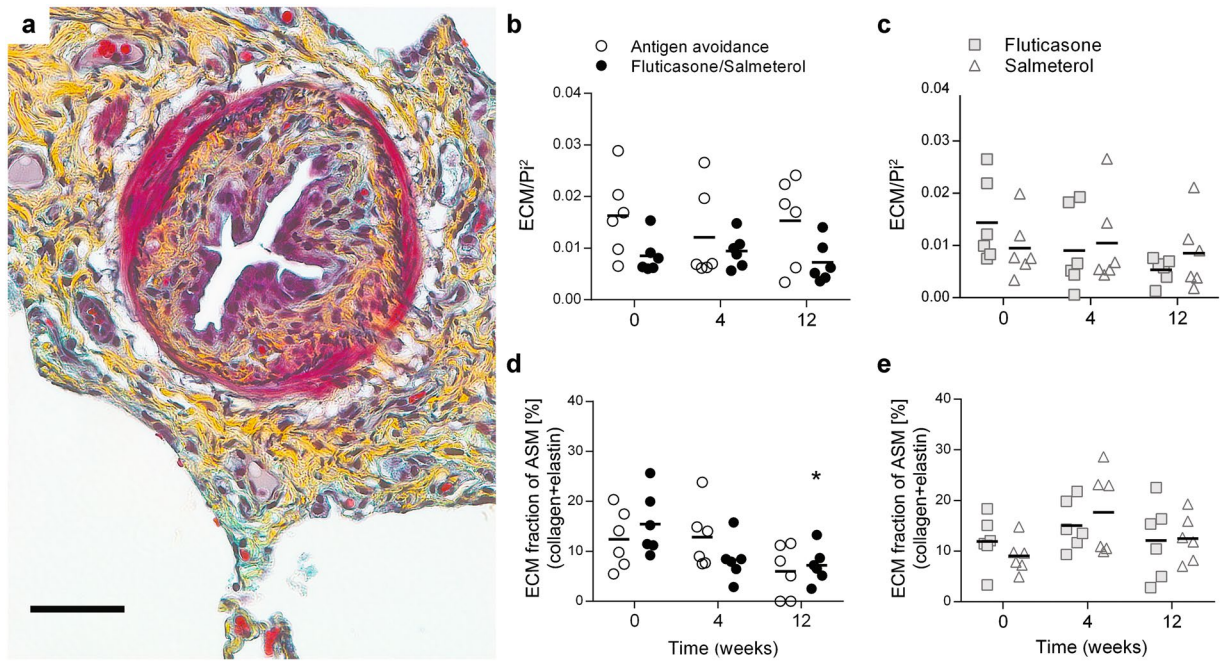 a
b
Antigen avoidance
Fluticasone/Salmeterol
0.04
0.03
0.02
0.01
0.00
ECM/Pi²
0 4 12
c
Fluticasone
Salmeterol
0.04
0.03
0.02
0.01
0.00
ECM/Pi²
0 4 12
d
40
30
20
10
0
ECM fraction of ASM [%]
(collagen+elastin)
*
0 4 12
Time (weeks)
e
40
30
20
10
0
ECM fraction of ASM [%]
(collagen+elastin)
0 4 12
Time (weeks)